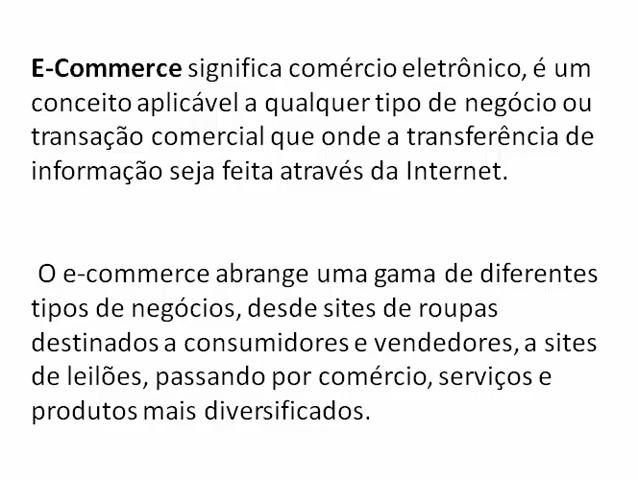 E-Commerce significa comércio eletrônico, é um
conceito aplicável a qualquer tipo de negócio ou
transação comercial que onde a transferência de
informação seja feita através da Internet.
O e-commerce abrange uma gama de diferentes
tipos de negócios, desde sites de roupas
destinados a consumidores e vendedores, a sites
de leilões, passando por comércio, serviços e
produtos mais diversificados.